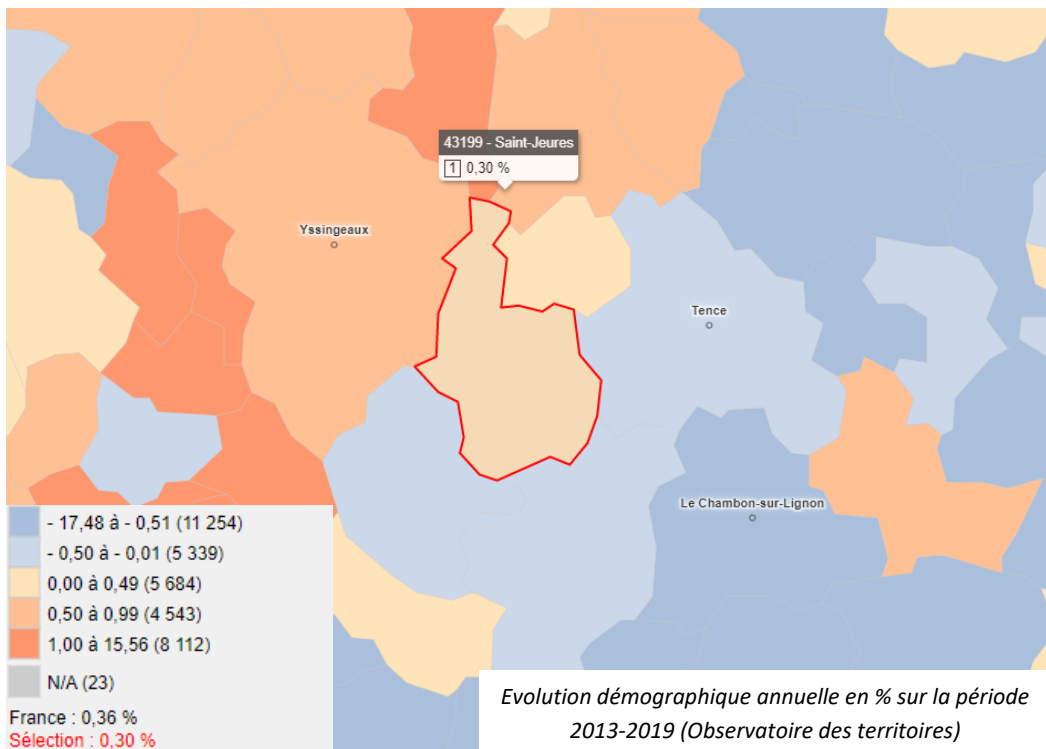 43199 - Saint-Jeures
1 0,30 %
Yssingeaux
Tence
Le Chambon-sur-Lignon
- 17,48 à - 0,51 (11 254)
- 0,50 à - 0,01 (5 339)
0,00 à 0,49 (5 684)
0,50 à 0,99 (4 543)
1,00 à 15,56 (8 112)
N/A (23)
France : 0,36 %
Sélection : 0,30 %
Evolution démographique annuelle en % sur la période
2013-2019 (Observatoire des territoires)